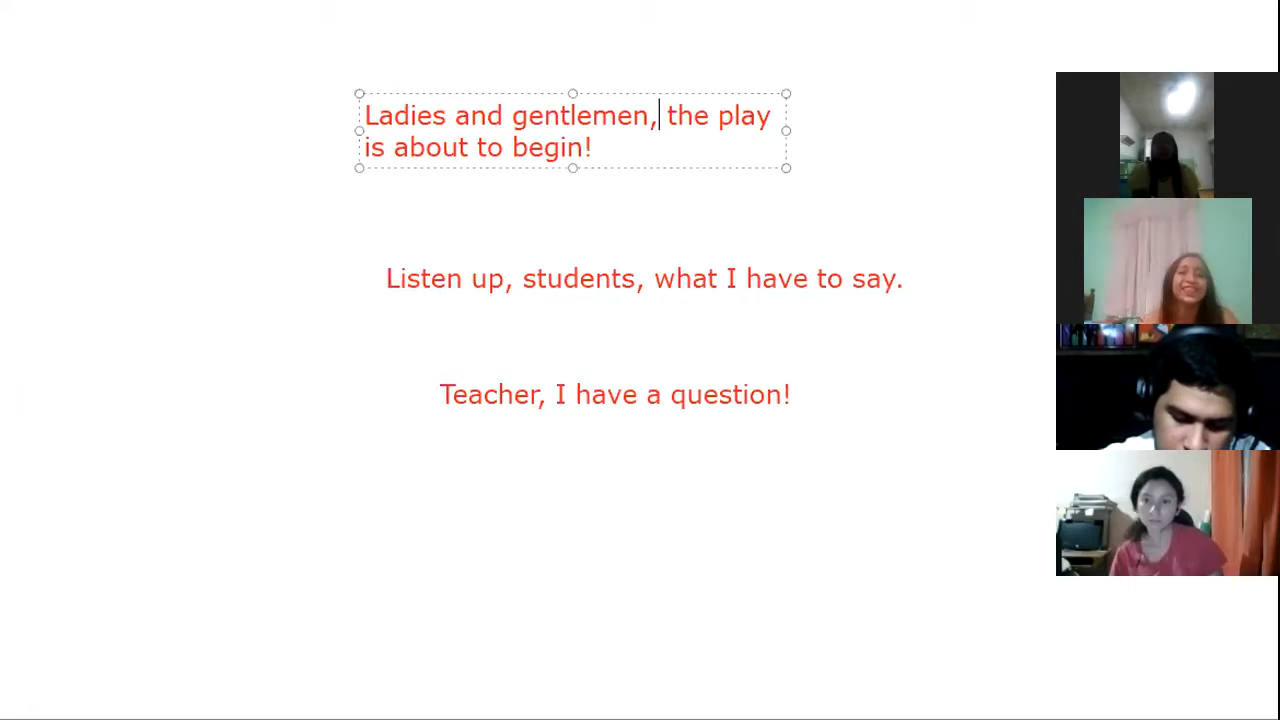 Ladies and gentlemen, the play
is about to begin!
Listen up, students, what I have to say.
Teacher, I have a question!